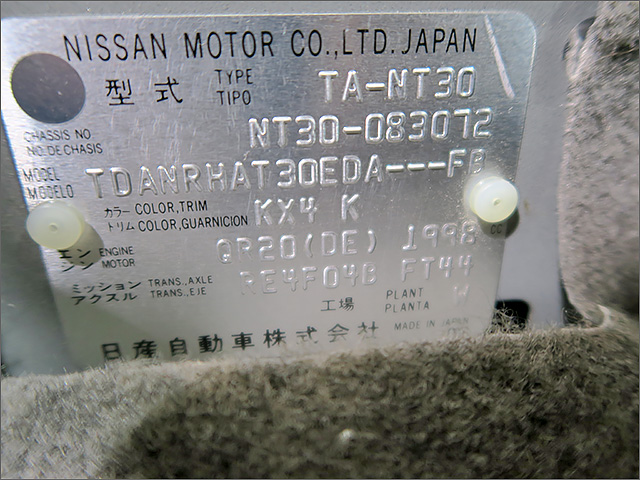 NISSAN MOTOR CO.,LTD. JAPAN
型式 TYPE TIPO TA-NT30
CHASSIS NO NT30-083072
NO.DE CHASIS
MODEL MODELO TDANRHAT30EDA---FB
カラー COLOR,TRIM KX4 K
トリム COLOR,GUARNICION
エンジン ENGINE MOTOR QR20(DE) 1998 CC
ミッション TRANS.,AXLE RE4F04B FT44
アクスル TRANS.,EJE
工場 PLANT PLANTA W
日産自動車株式会社 MADE IN JAPAN